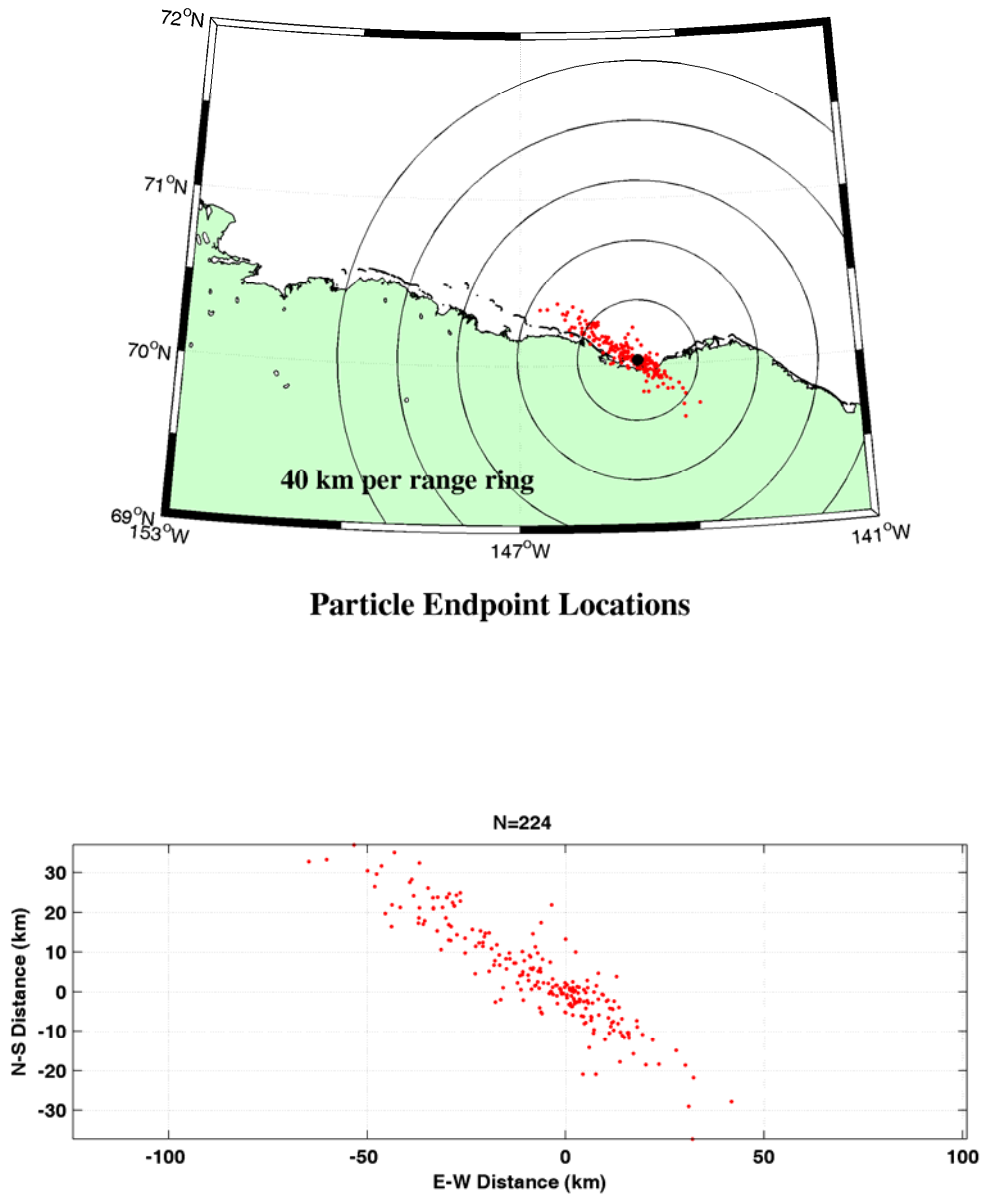 72°N
71°N
70°N
69°N
153°W
147°W
141°W
40 km per range ring
Particle Endpoint Locations
N=224
N-S Distance (km)
30
20
10
0
-10
-20
-30
-100
-50
0
50
100
E-W Distance (km)